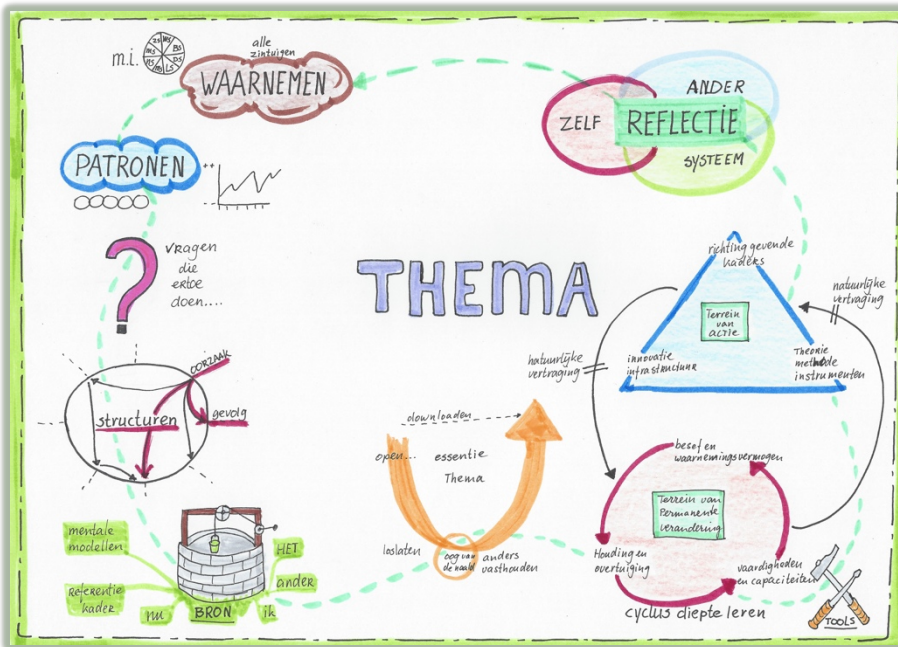 m.i.
alle
zintuigen
WAARNEMEN
PATRONEN
++
vragen
die
ertoe
doen....
?
OORZAAK
structuren
gevolg
mentale
modellen
Referentie
kader
nu
BRON
ik
ander
HET
THEMA
downloaden
open...
essentie
Thema
loslaten
oog van
de naald
anders
vasthouden
ZELF
ANDER
REFLECTIE
SYSTEEM
richting gevende
kaders
Terrein
van
actie
innovatie
infrastructuur
Theorie
methode
instrumenten
natuurlijke
vertraging
natuurlijke
vertraging
besef en
waarnemingsvermogen
Terrein van
Permanente
verandering
Houding en
overtuiging
vaardigheden
en capaciteiten
cyclus diepte leren
TOOLS